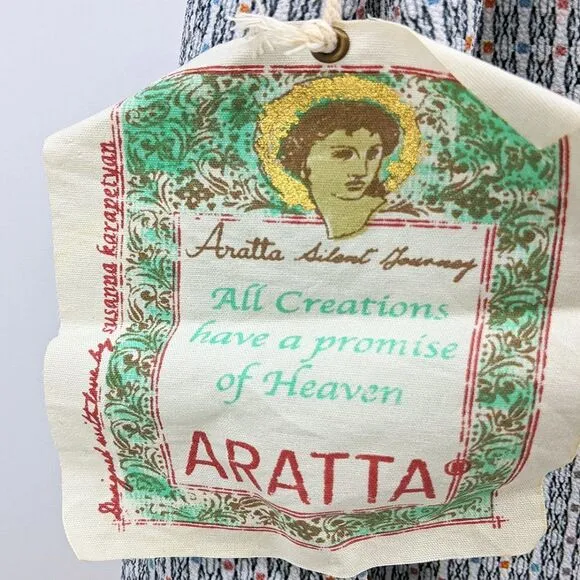 Aratta Silent Journey
All Creations
have a promise
of Heaven
ARATTA®
Designed with love by susanna karapetyan